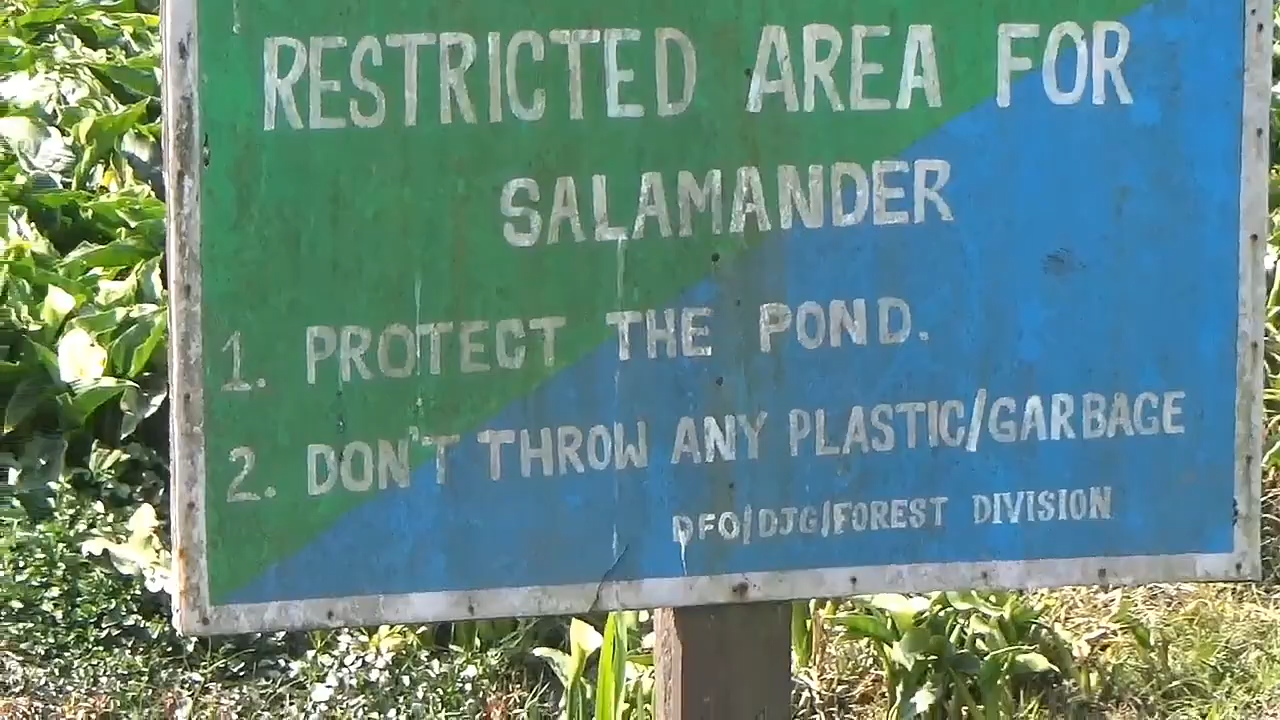 RESTRICTED AREA FOR
SALAMANDER
1. PROTECT THE POND.
2. DON'T THROW ANY PLASTIC/GARBAGE
DFO/DJG/FOREST DIVISION